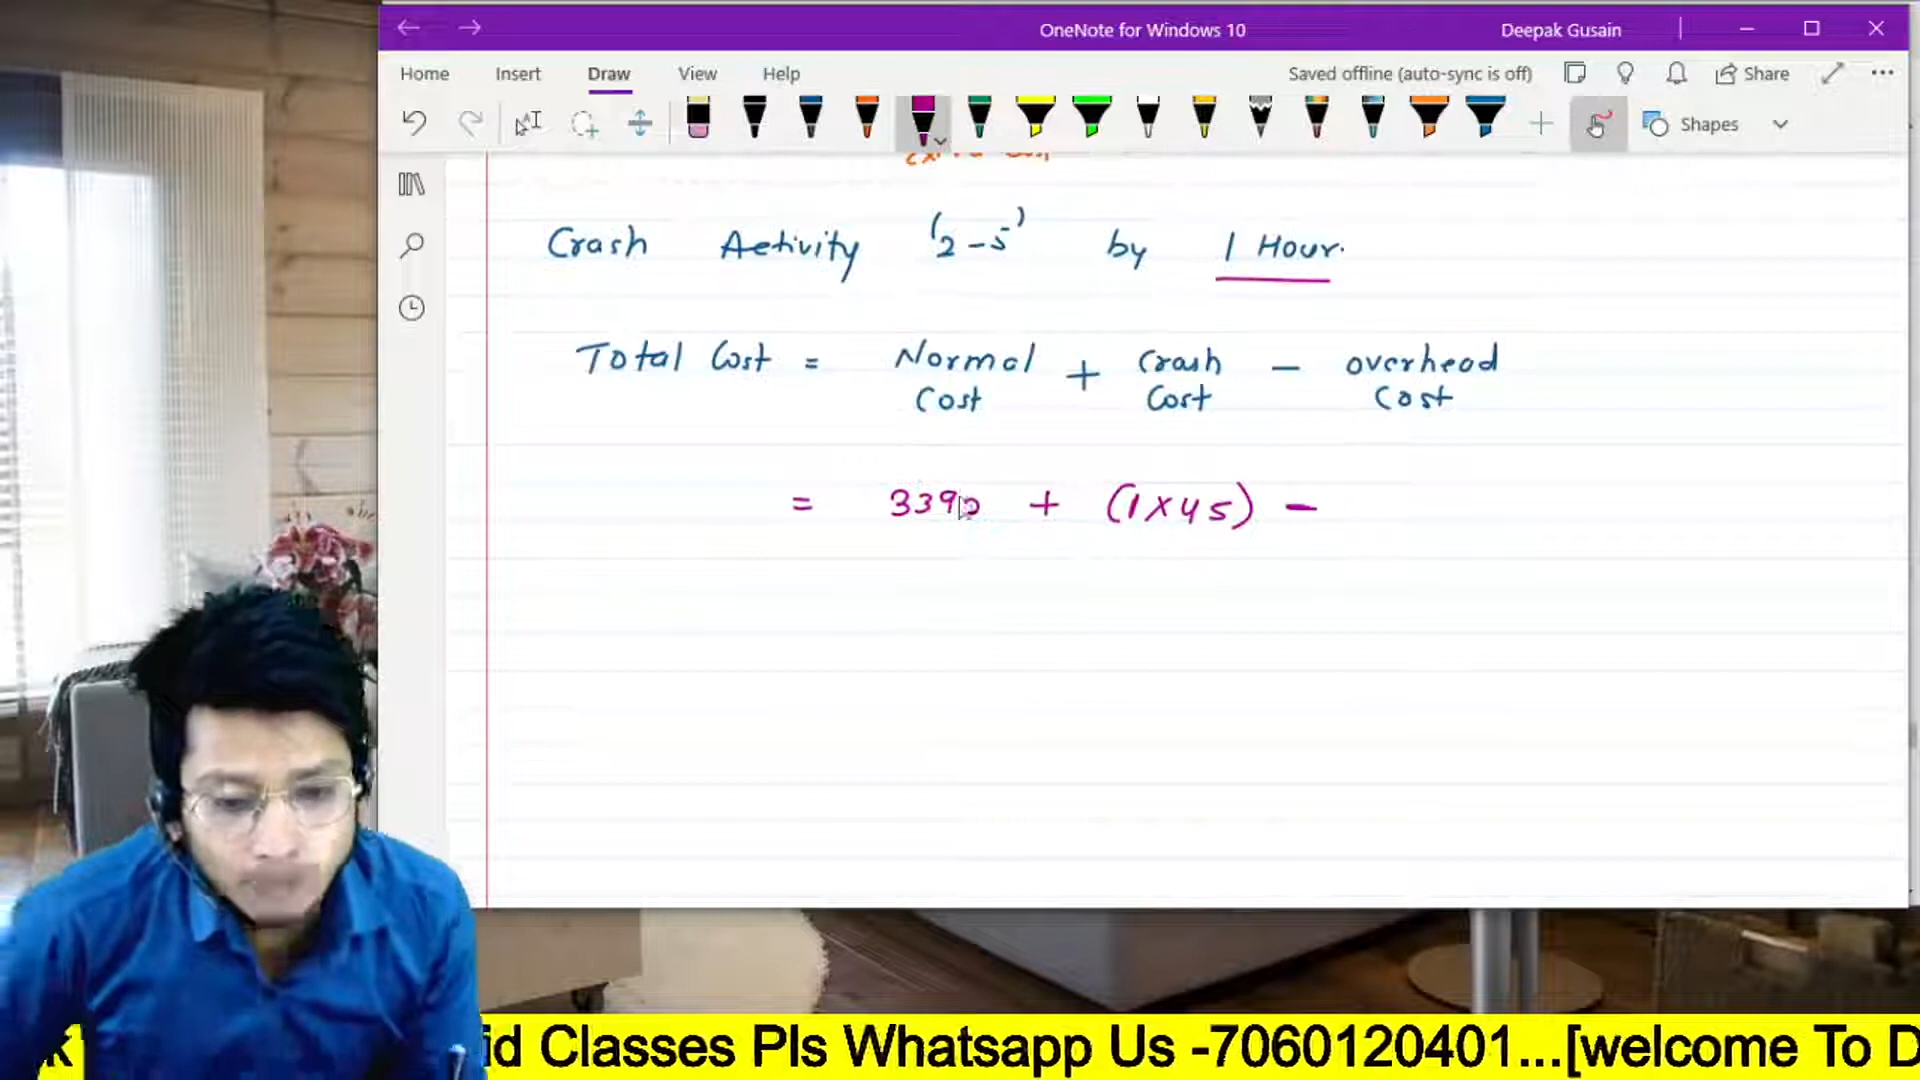 OneNote for Windows 10
Deepak Gusain
Home Insert Draw View Help
Saved offline (auto-sync is off)
Share
Shapes
Crash Activity (2-5) by 1 Hour.
Total Cost = Normal Cost + Crash Cost - overhead Cost
= 3390 + (1×45) -
id Classes Pls Whatsapp Us -7060120401...[welcome To D